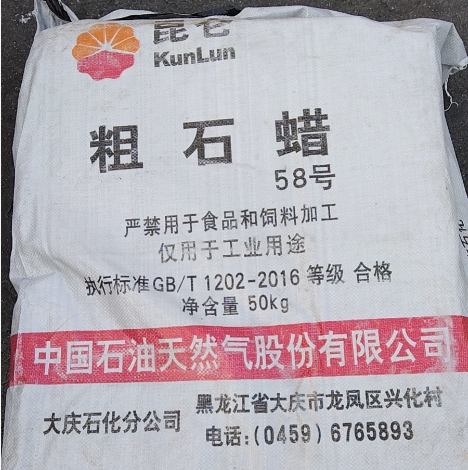 昆仑
KunLun
粗石蜡
58号
严禁用于食品和饲料加工
仅用于工业用途
执行标准GB/T 1202-2016 等级 合格
净含量 50kg
中国石油天然气股份有限公司
大庆石化分公司
黑龙江省大庆市龙凤区兴化村
电话:(0459) 6765893